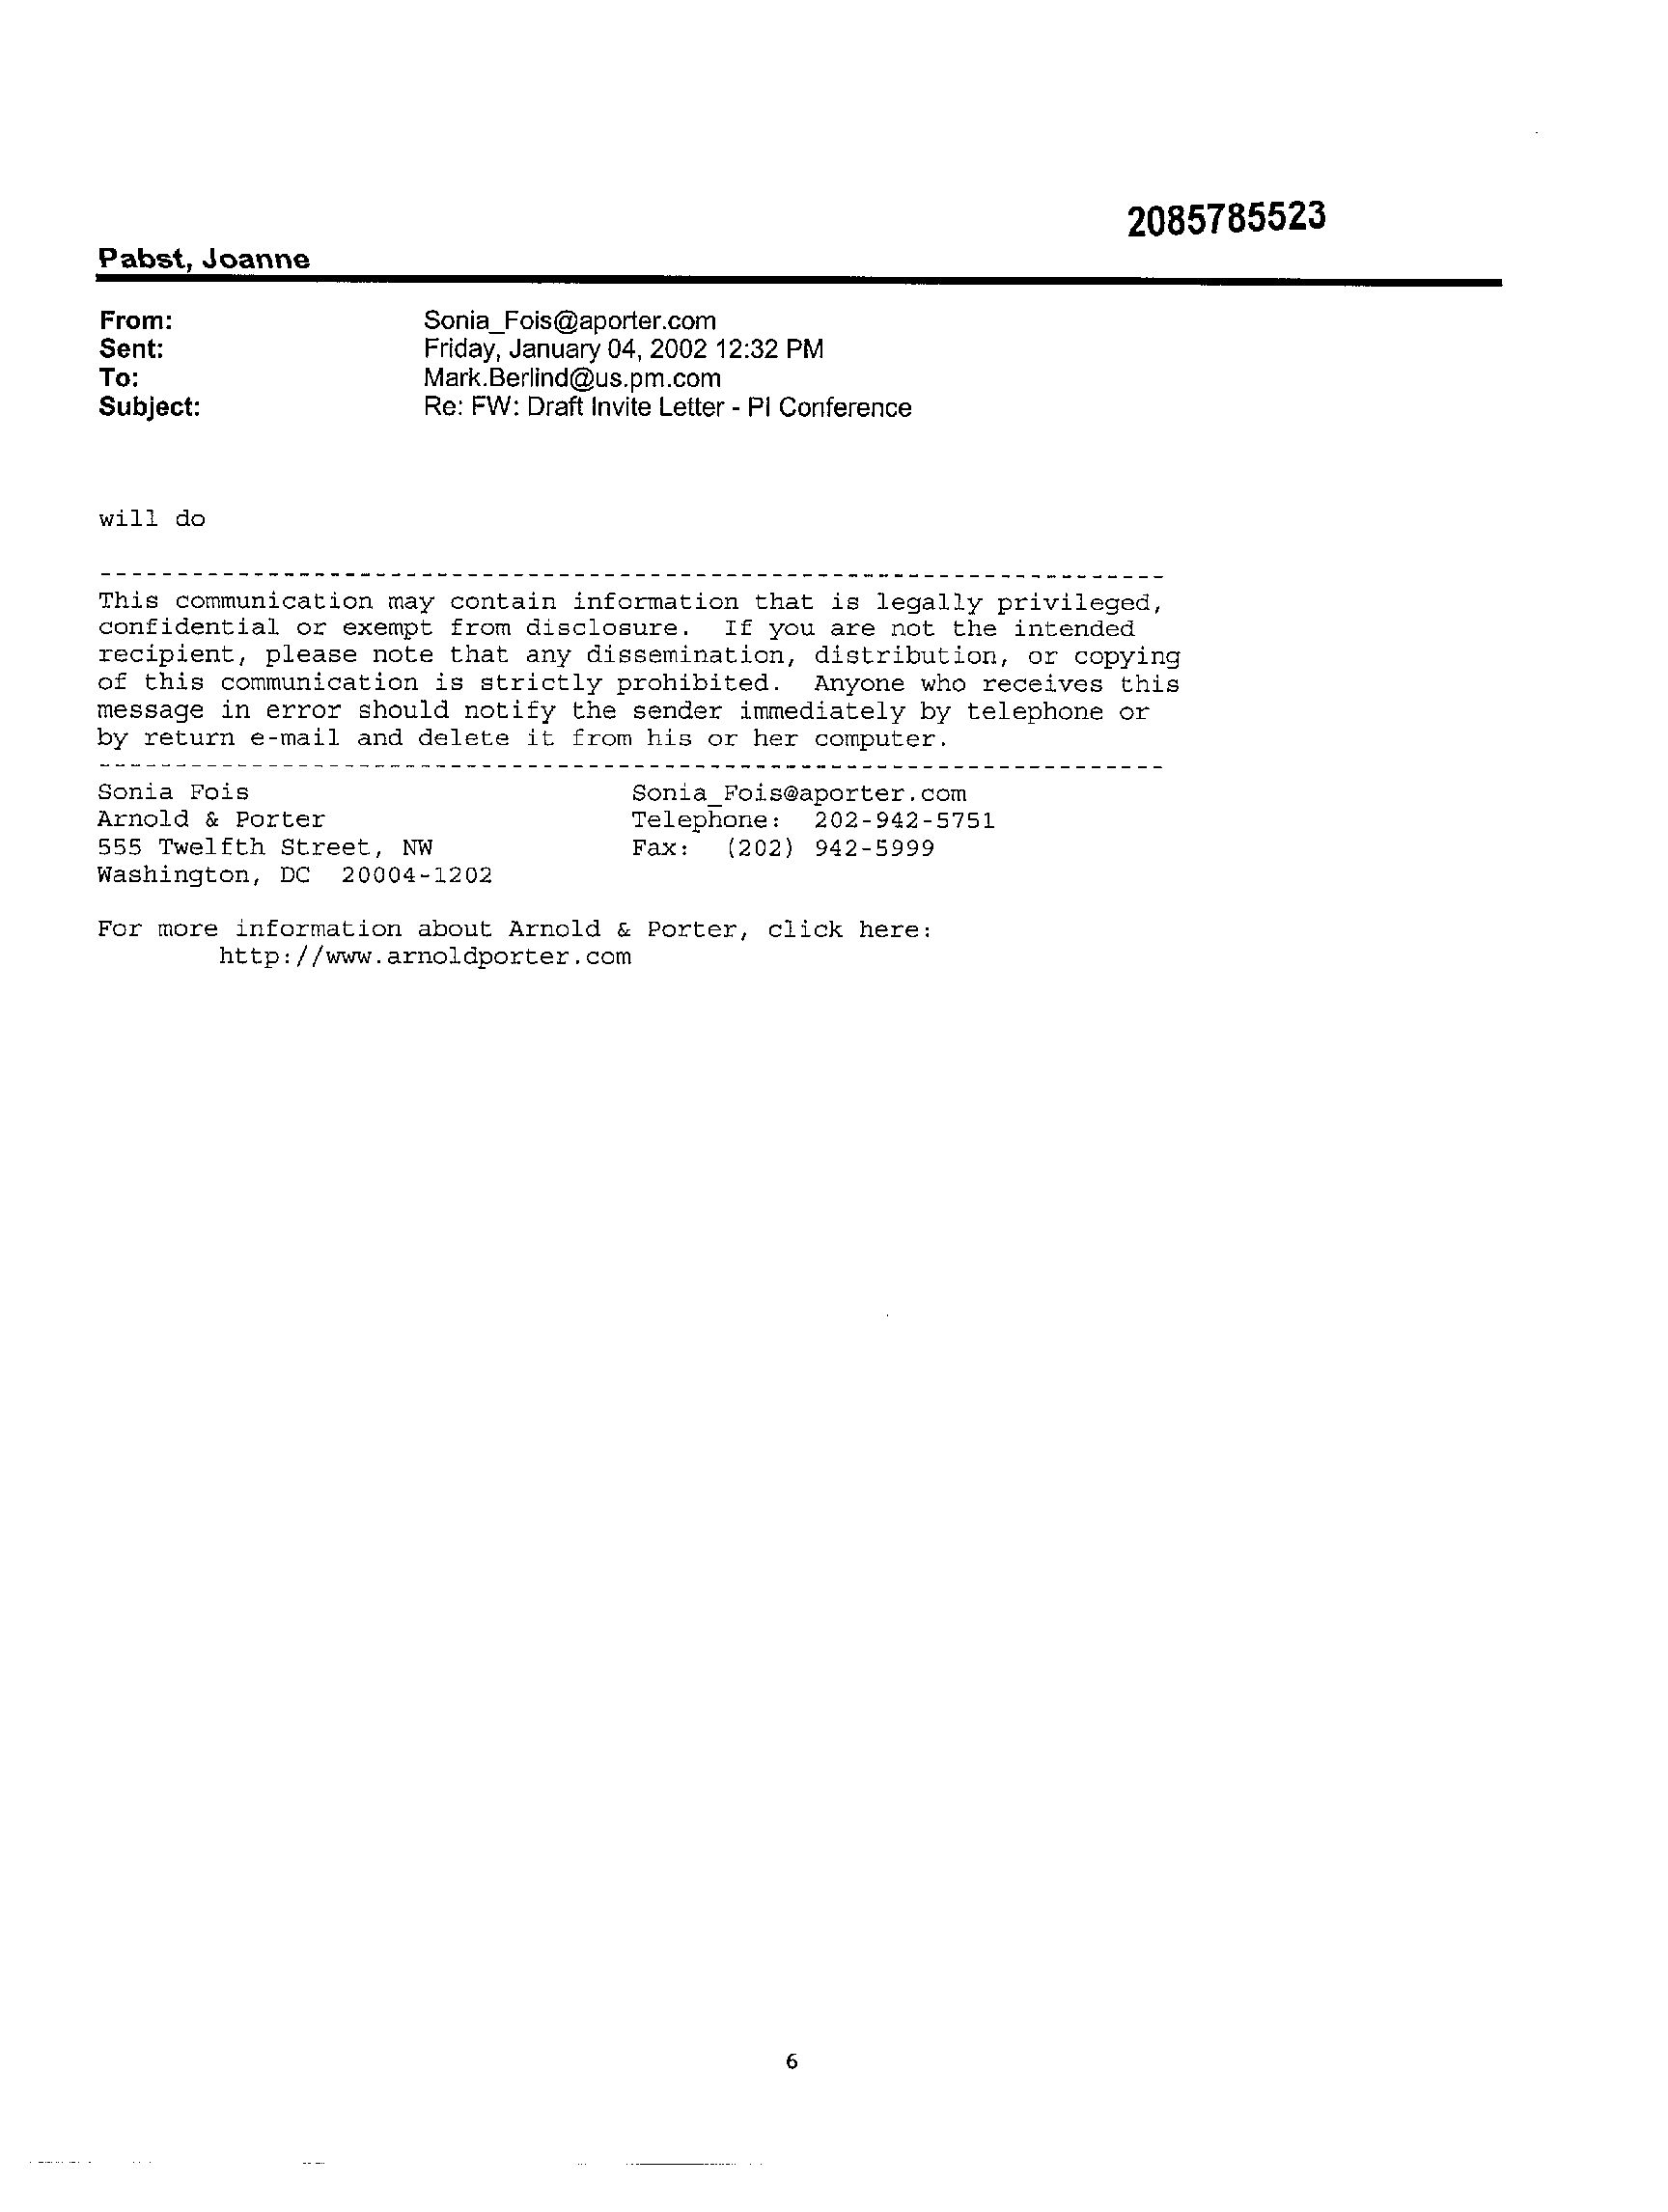 2085785523
Pabst, Joanne
From: Sonia_Fois@aporter.com
Sent: Friday, January 04, 2002 12:32 PM
To: Mark.Berlind@us.pm.com
Subject: Re: FW: Draft Invite Letter - PI Conference
will do
----------------------------------------------------------------------
This communication may contain information that is legally privileged,
confidential or exempt from disclosure.  If you are not the intended
recipient, please note that any dissemination, distribution, or copying
of this communication is strictly prohibited.  Anyone who receives this
message in error should notify the sender immediately by telephone or
by return e-mail and delete it from his or her computer.
----------------------------------------------------------------------
Sonia Fois Sonia_Fois@aporter.com
Arnold & Porter Telephone:  202-942-5751
555 Twelfth Street, NW Fax:  (202) 942-5999
Washington, DC  20004-1202
For more information about Arnold & Porter, click here:
http://www.arnoldporter.com
6